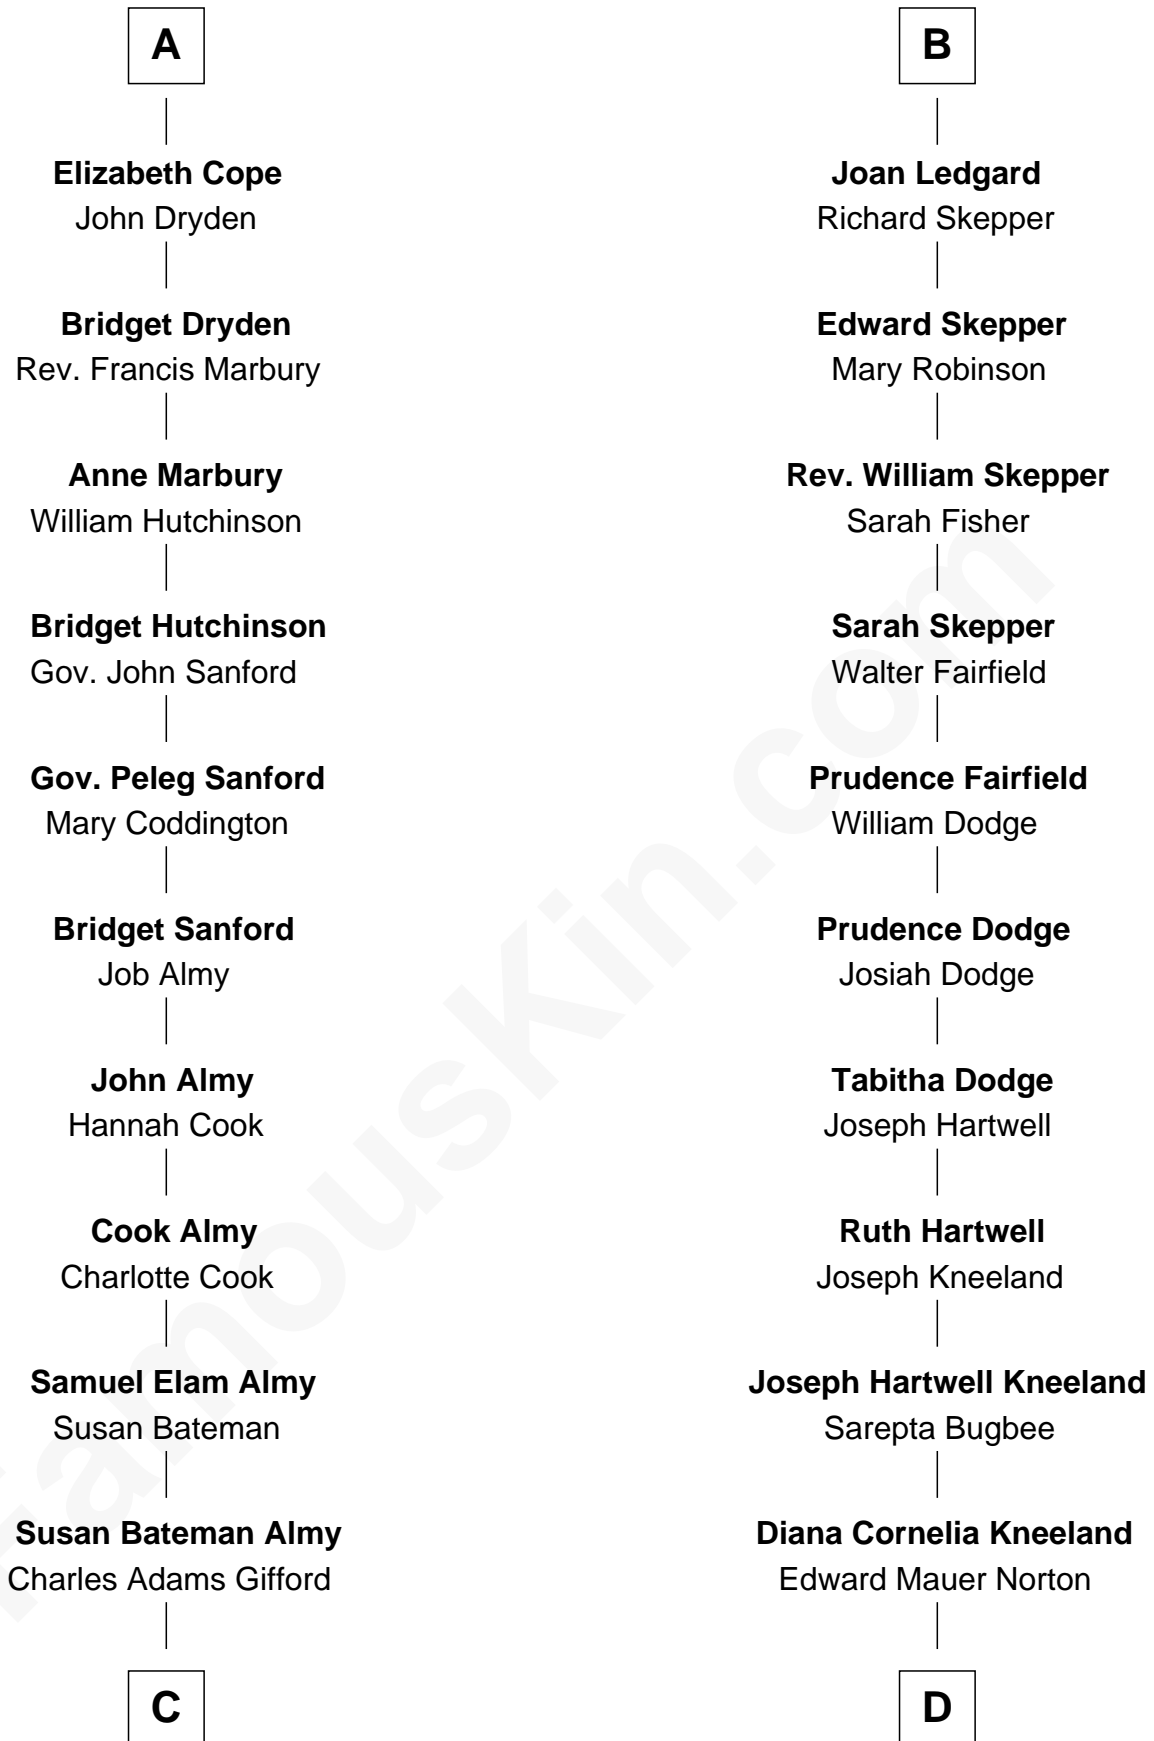 A
Elizabeth Cope
John Dryden
Bridget Dryden
Rev. Francis Marbury
Anne Marbury
William Hutchinson
Bridget Hutchinson
Gov. John Sanford
Gov. Peleg Sanford
Mary Coddington
Bridget Sanford
Job Almy
John Almy
Hannah Cook
Cook Almy
Charlotte Cook
Samuel Elam Almy
Susan Bateman
Susan Bateman Almy
Charles Adams Gifford
C
B
Joan Ledgard
Richard Skepper
Edward Skepper
Mary Robinson
Rev. William Skepper
Sarah Fisher
Sarah Skepper
Walter Fairfield
Prudence Fairfield
William Dodge
Prudence Dodge
Josiah Dodge
Tabitha Dodge
Joseph Hartwell
Ruth Hartwell
Joseph Kneeland
Joseph Hartwell Kneeland
Sarepta Bugbee
Diana Cornelia Kneeland
Edward Mauer Norton
D
FamousKin.com